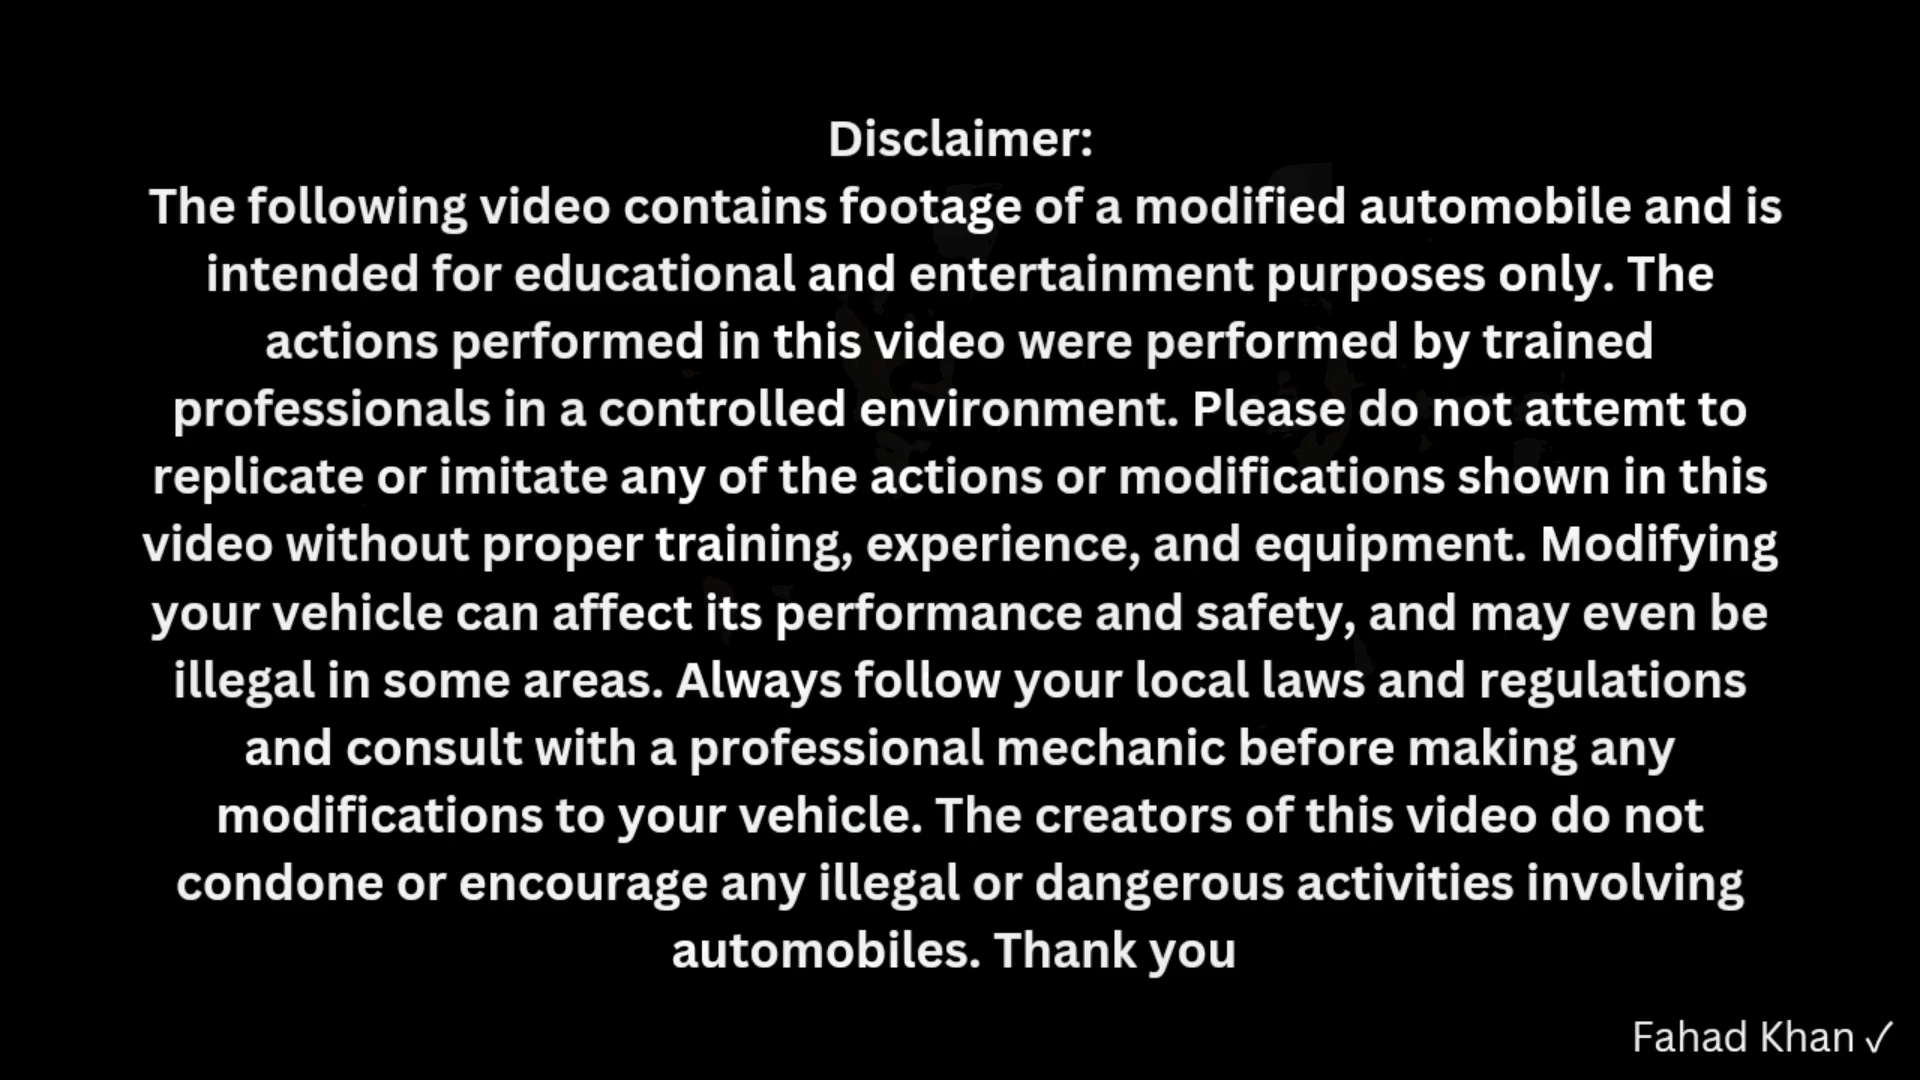 Disclaimer:
The following video contains footage of a modified automobile and is
intended for educational and entertainment purposes only. The
actions performed in this video were performed by trained
professionals in a controlled environment. Please do not attemt to
replicate or imitate any of the actions or modifications shown in this
video without proper training, experience, and equipment. Modifying
your vehicle can affect its performance and safety, and may even be
illegal in some areas. Always follow your local laws and regulations
and consult with a professional mechanic before making any
modifications to your vehicle. The creators of this video do not
condone or encourage any illegal or dangerous activities involving
automobiles. Thank you
Fahad Khan ✓